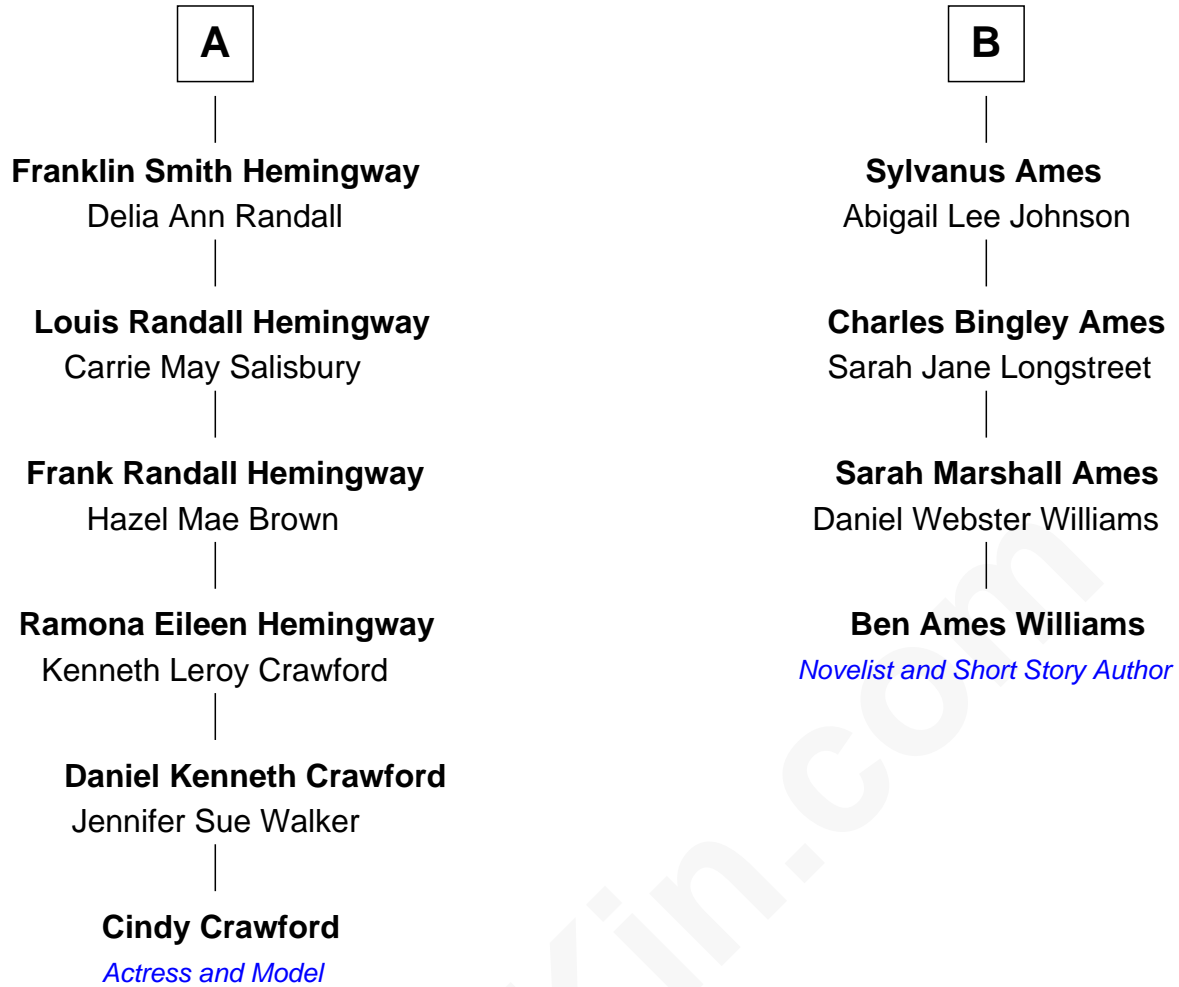 A
Franklin Smith Hemingway
Delia Ann Randall
Louis Randall Hemingway
Carrie May Salisbury
Frank Randall Hemingway
Hazel Mae Brown
Ramona Eileen Hemingway
Kenneth Leroy Crawford
Daniel Kenneth Crawford
Jennifer Sue Walker
Cindy Crawford
Actress and Model
B
Sylvanus Ames
Abigail Lee Johnson
Charles Bingley Ames
Sarah Jane Longstreet
Sarah Marshall Ames
Daniel Webster Williams
Ben Ames Williams
Novelist and Short Story Author